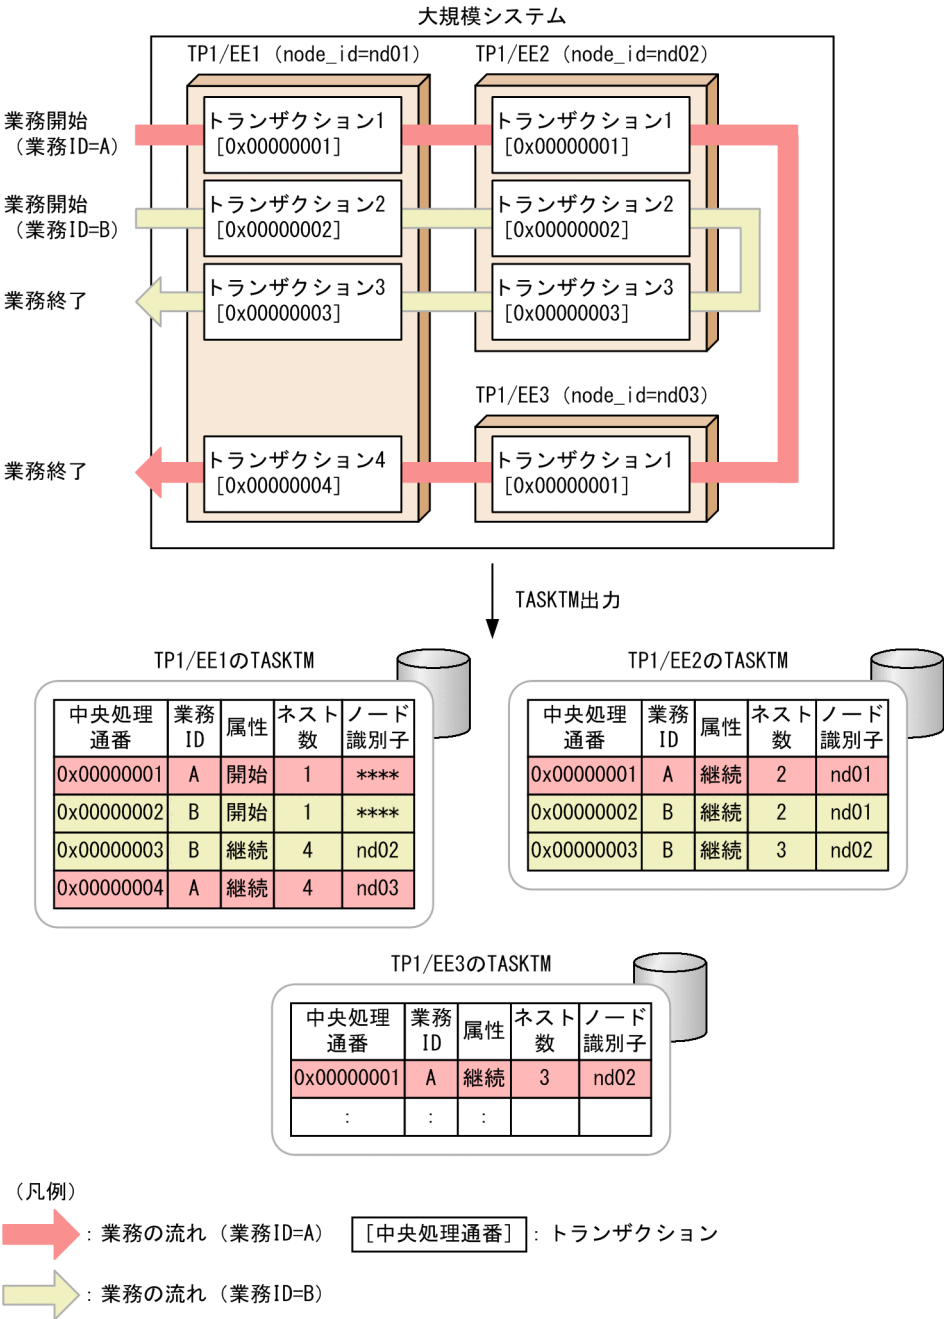 大規模システム
TP1/EE1（node_id=nd01）
TP1/EE2（node_id=nd02）
業務開始
（業務ID=A）
トランザクション1
[0x00000001]
トランザクション1
[0x00000001]
業務開始
（業務ID=B）
トランザクション2
[0x00000002]
トランザクション2
[0x00000002]
業務終了
トランザクション3
[0x00000003]
トランザクション3
[0x00000003]
TP1/EE3（node_id=nd03）
業務終了
トランザクション4
[0x00000004]
トランザクション1
[0x00000001]
TASKTM出力
TP1/EE1のTASKTM
中央処理通番 業務ID 属性 ネスト数 ノード識別子
0x00000001 A 開始 1 ****
0x00000002 B 開始 1 ****
0x00000003 B 継続 4 nd02
0x00000004 A 継続 4 nd03
TP1/EE2のTASKTM
中央処理通番 業務ID 属性 ネスト数 ノード識別子
0x00000001 A 継続 2 nd01
0x00000002 B 継続 2 nd01
0x00000003 B 継続 3 nd02
TP1/EE3のTASKTM
中央処理通番 業務ID 属性 ネスト数 ノード識別子
0x00000001 A 継続 3 nd02
: : :
（凡例）
：業務の流れ（業務ID=A） [中央処理通番]：トランザクション
：業務の流れ（業務ID=B）